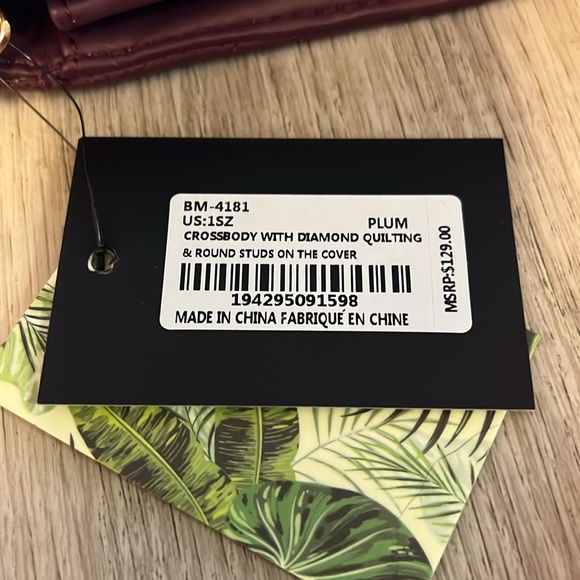 BM-4181
US:1SZ PLUM
CROSSBODY WITH DIAMOND QUILTING
& ROUND STUDS ON THE COVER
194295091598
MADE IN CHINA FABRIQUÉ EN CHINE
MSRP:$129.00